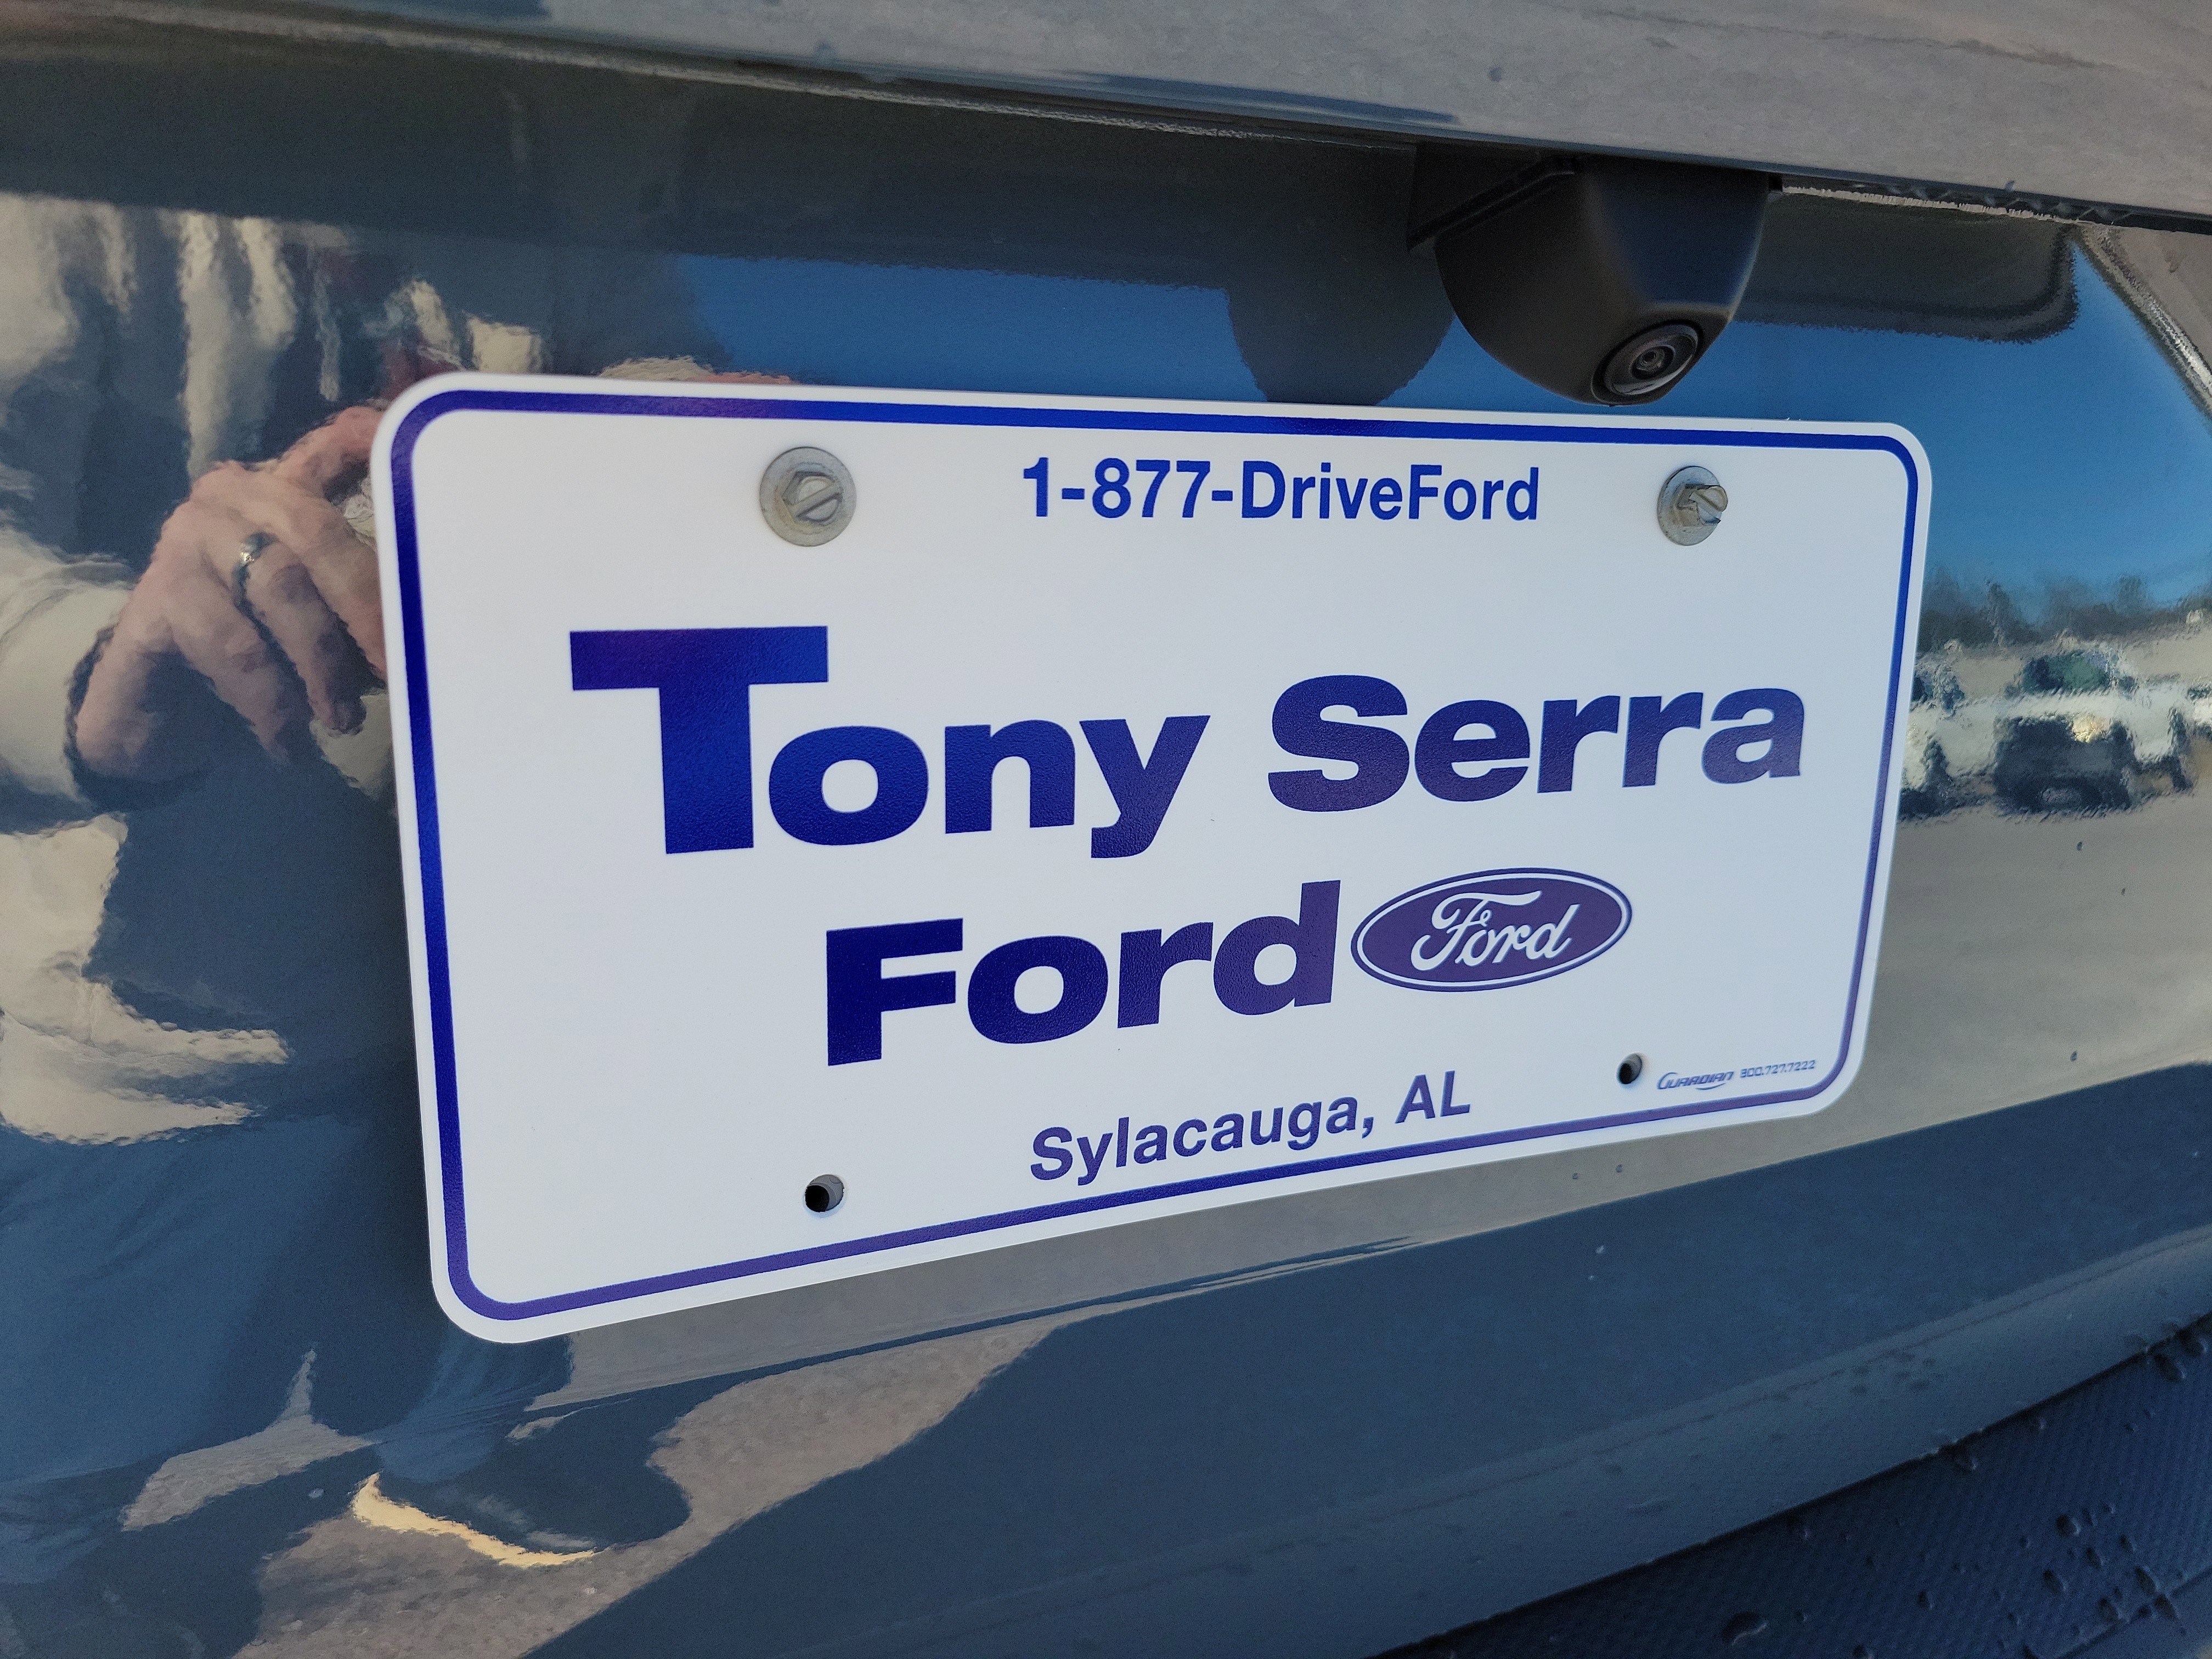 1-877-DriveFord
Tony Serra
Ford Ford
Sylacauga, AL
GUARDIAN 800.727.7222